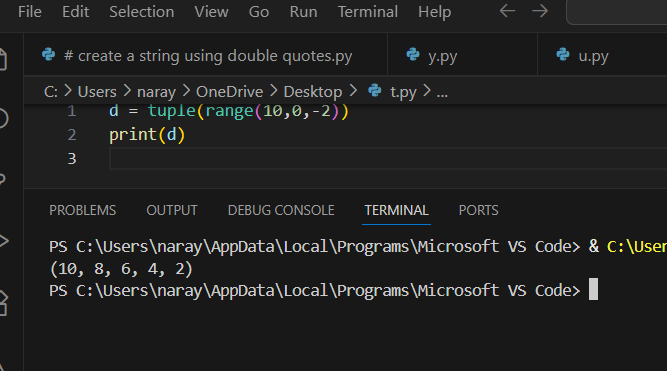 File Edit Selection View Go Run Terminal Help
# create a string using double quotes.py y.py u.py
C: > Users > naray > OneDrive > Desktop > t.py > ...
1 d = tuple(range(10,0,-2))
2 print(d)
3
PROBLEMS OUTPUT DEBUG CONSOLE TERMINAL PORTS
PS C:\Users\naray\AppData\Local\Programs\Microsoft VS Code> & C:\User
(10, 8, 6, 4, 2)
PS C:\Users\naray\AppData\Local\Programs\Microsoft VS Code>